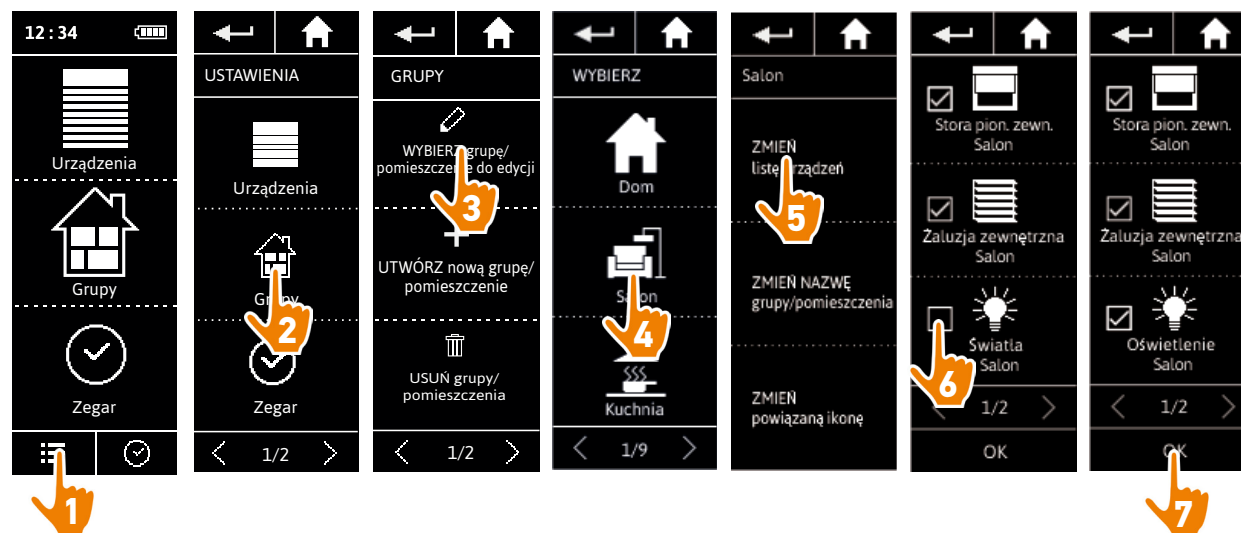 12:34
Urządzenia
Grupy
Zegar
1
USTAWIENIA
Urządzenia
Grupy
2
Zegar
1/2
GRUPY
WYBIERZ grupę/
pomieszczenie do edycji
3
UTWÓRZ nową grupę/
pomieszczenie
USUŃ grupy/
pomieszczenia
1/2
WYBIERZ
Dom
Salon
4
Kuchnia
1/9
Salon
ZMIEŃ
listę urządzeń
5
ZMIEŃ NAZWĘ
grupy/pomieszczenia
ZMIEŃ
powiązaną ikonę
Stora pion. zewn.
Salon
Żaluzja zewnętrzna
Salon
Światła
Salon
6
1/2
OK
Stora pion. zewn.
Salon
Żaluzja zewnętrzna
Salon
Oświetlenie
Salon
1/2
OK
7